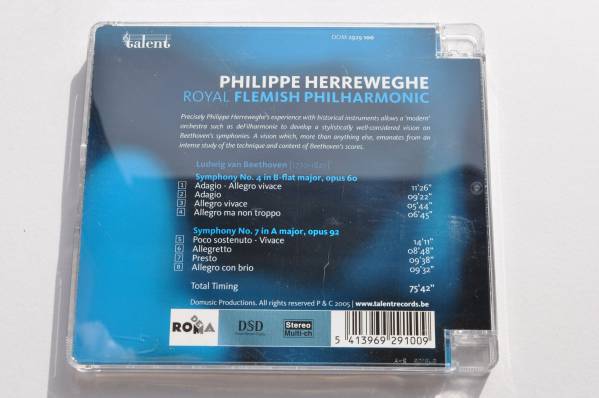 talent
DOM 2929 100
PHILIPPE HERREWEGHE
ROYAL FLEMISH PHILHARMONIC
Precisely Philippe Herreweghe's experience with historical instruments allows a 'modern'
orchestra such as deFilharmonie to develop a stylistically well-considered vision on
Beethoven's symphonies. A vision which, more than anything else, emanates from an
intense study of the technique and content of Beethoven's scores.
Ludwig van Beethoven
Symphony No. 4 in B-flat major, opus 60
1 Adagio - Allegro vivace 11'26"
2 Adagio 09'22"
3 Allegro vivace 05'44"
4 Allegro ma non troppo 06'45"
Symphony No. 7 in A major, opus 92
5 Poco sostenuto - Vivace 14'11"
6 Allegretto 08'48"
7 Presto 09'38"
8 Allegro con brio 09'32"
Total Timing 75'42"
Domusic Productions. All rights reserved P & C 2005 | www.talentrecords.be
ROMA
DSD
Stereo
Multi-ch
5 413969 291009